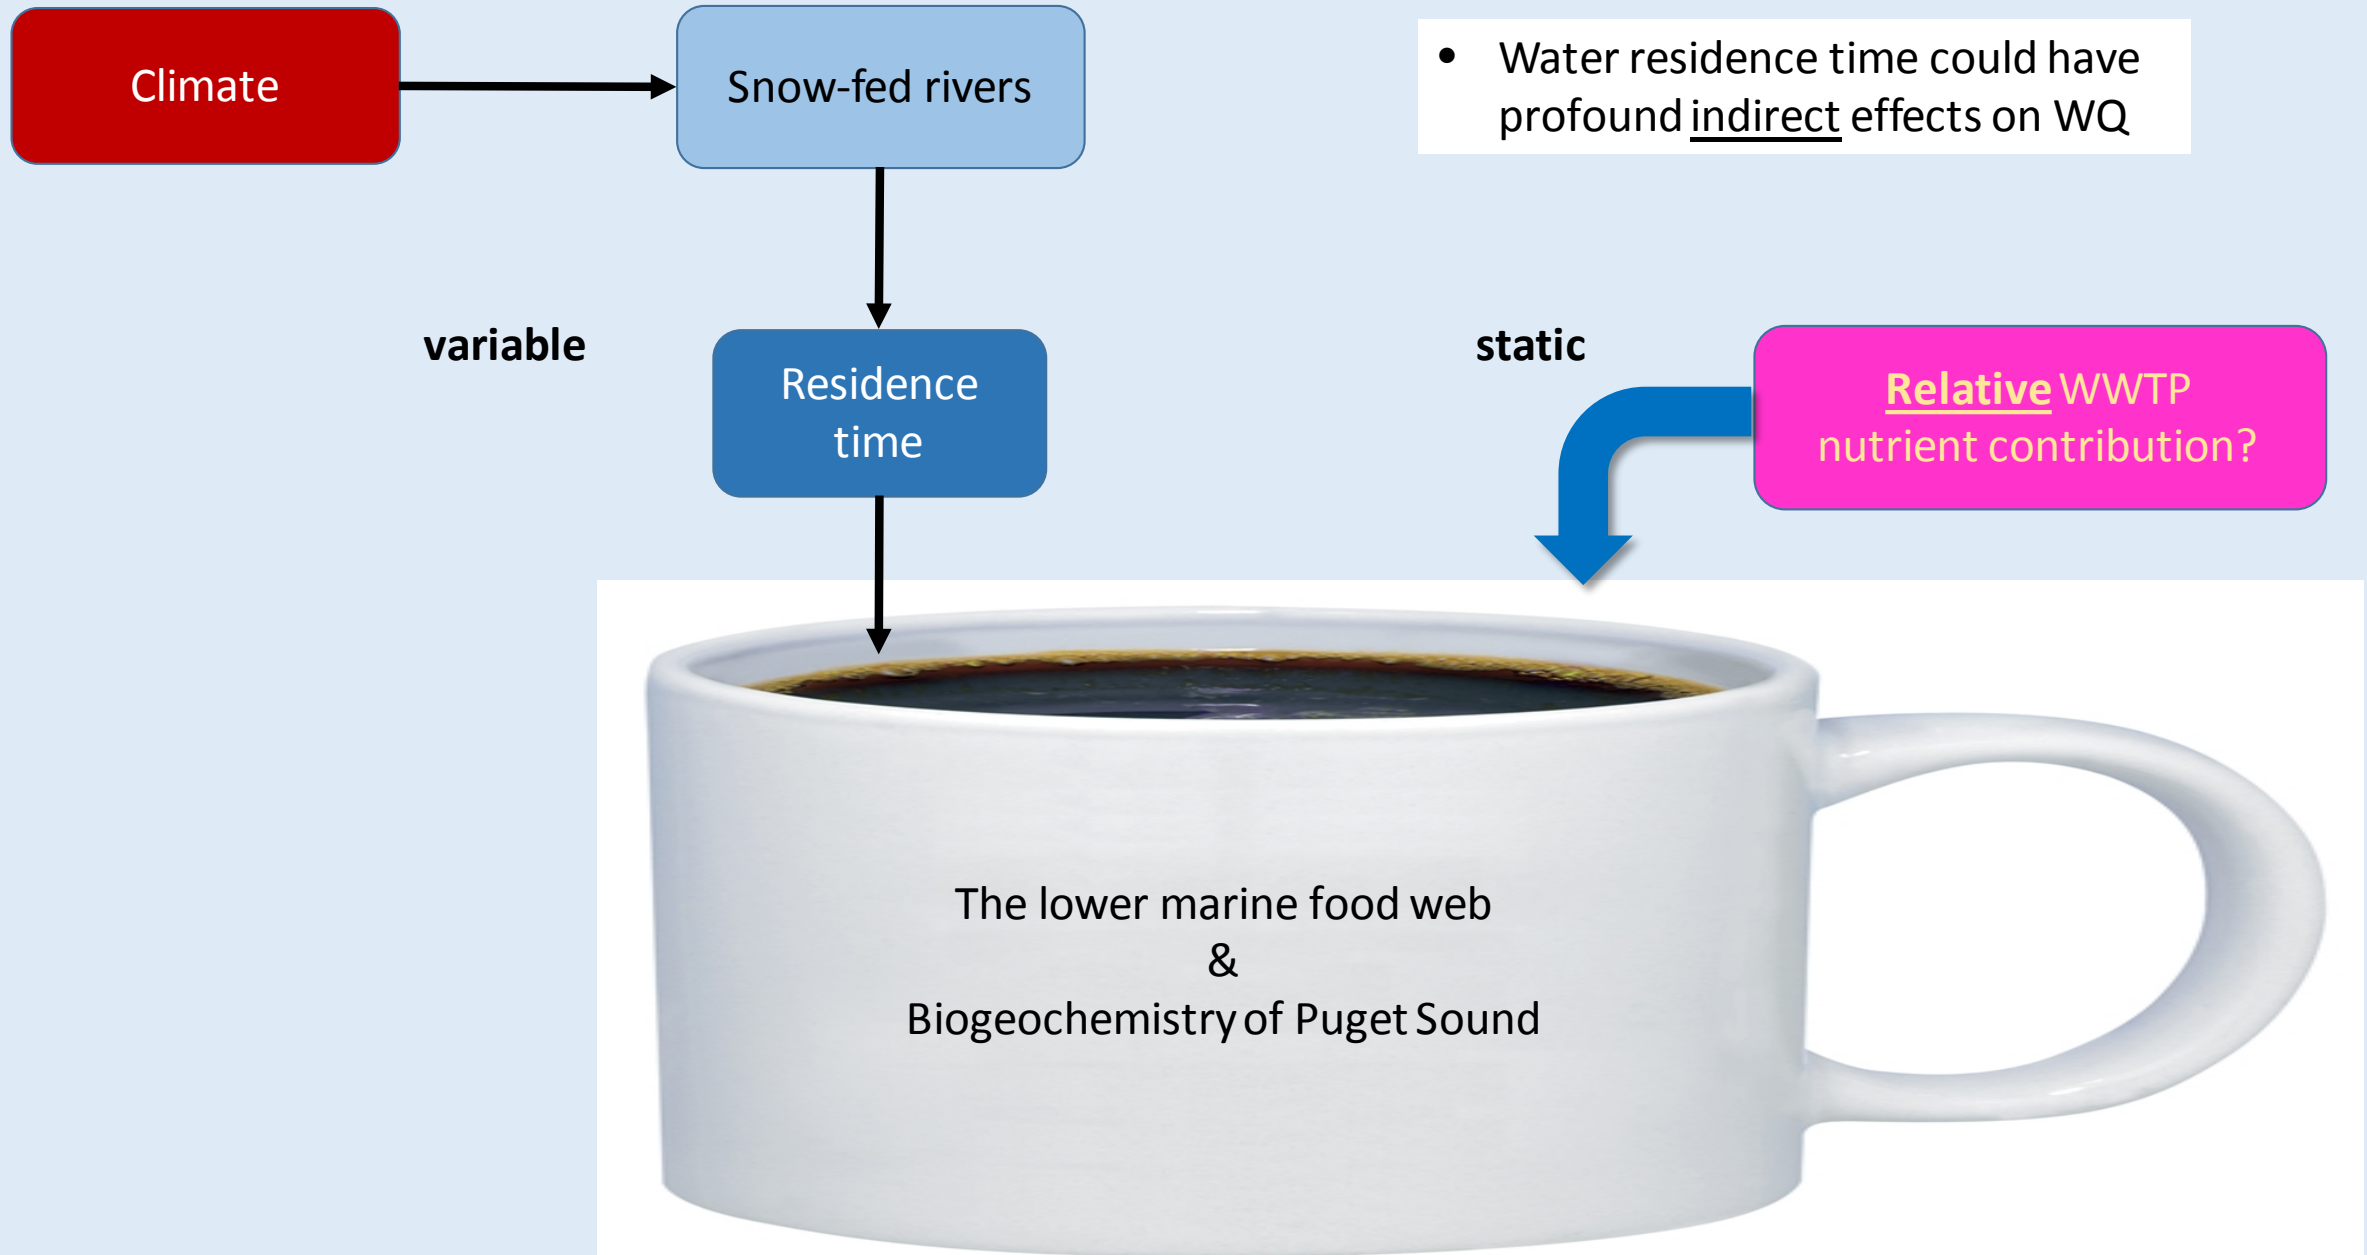 Climate
Snow-fed rivers
• Water residence time could have
profound indirect effects on WQ
variable
Residence
time
static
Relative WWTP
nutrient contribution?
The lower marine food web
&
Biogeochemistry of Puget Sound